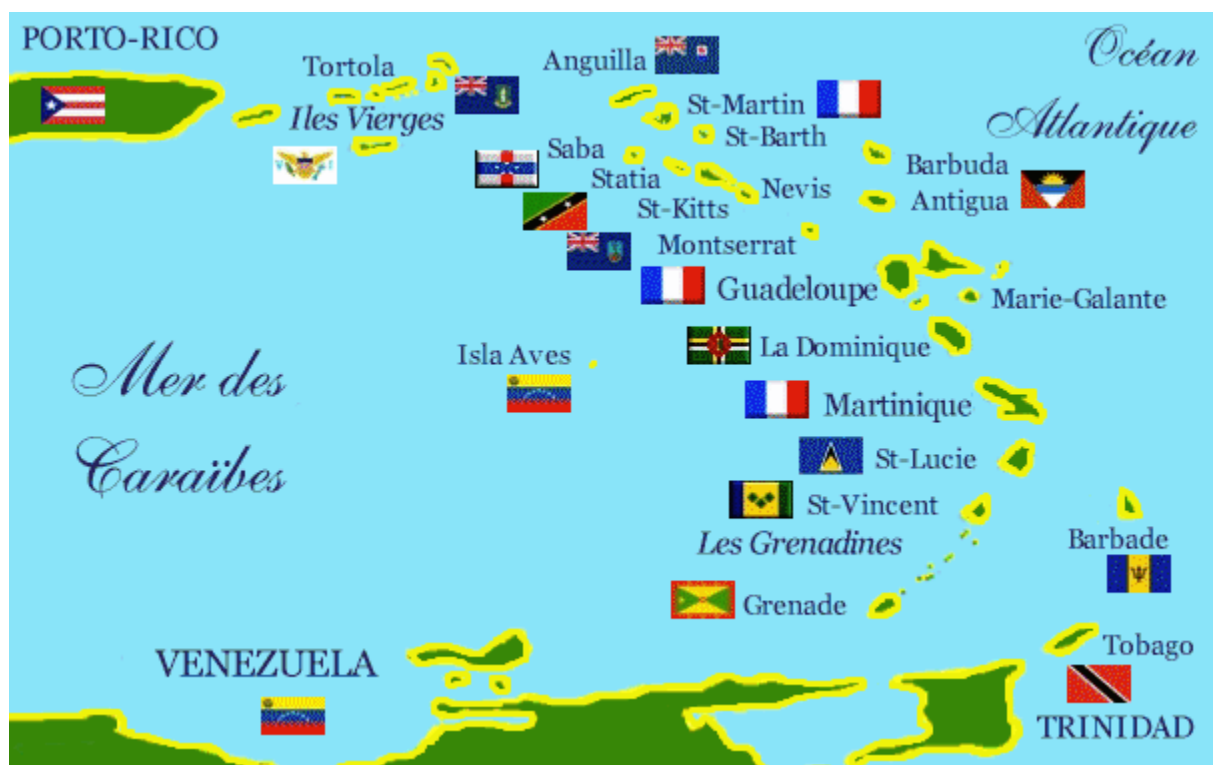 PORTO-RICO
Océan
Atlantique
Tortola
Anguilla
Iles Vierges
St-Martin
St-Barth
V I
Saba
Barbuda
Statia
Nevis
Antigua
St-Kitts
Montserrat
Guadeloupe
Marie-Galante
La Dominique
Isla Aves
Mer des
Caraïbes
Martinique
St-Lucie
St-Vincent
Les Grenadines
Barbade
Grenade
Tobago
VENEZUELA
TRINIDAD